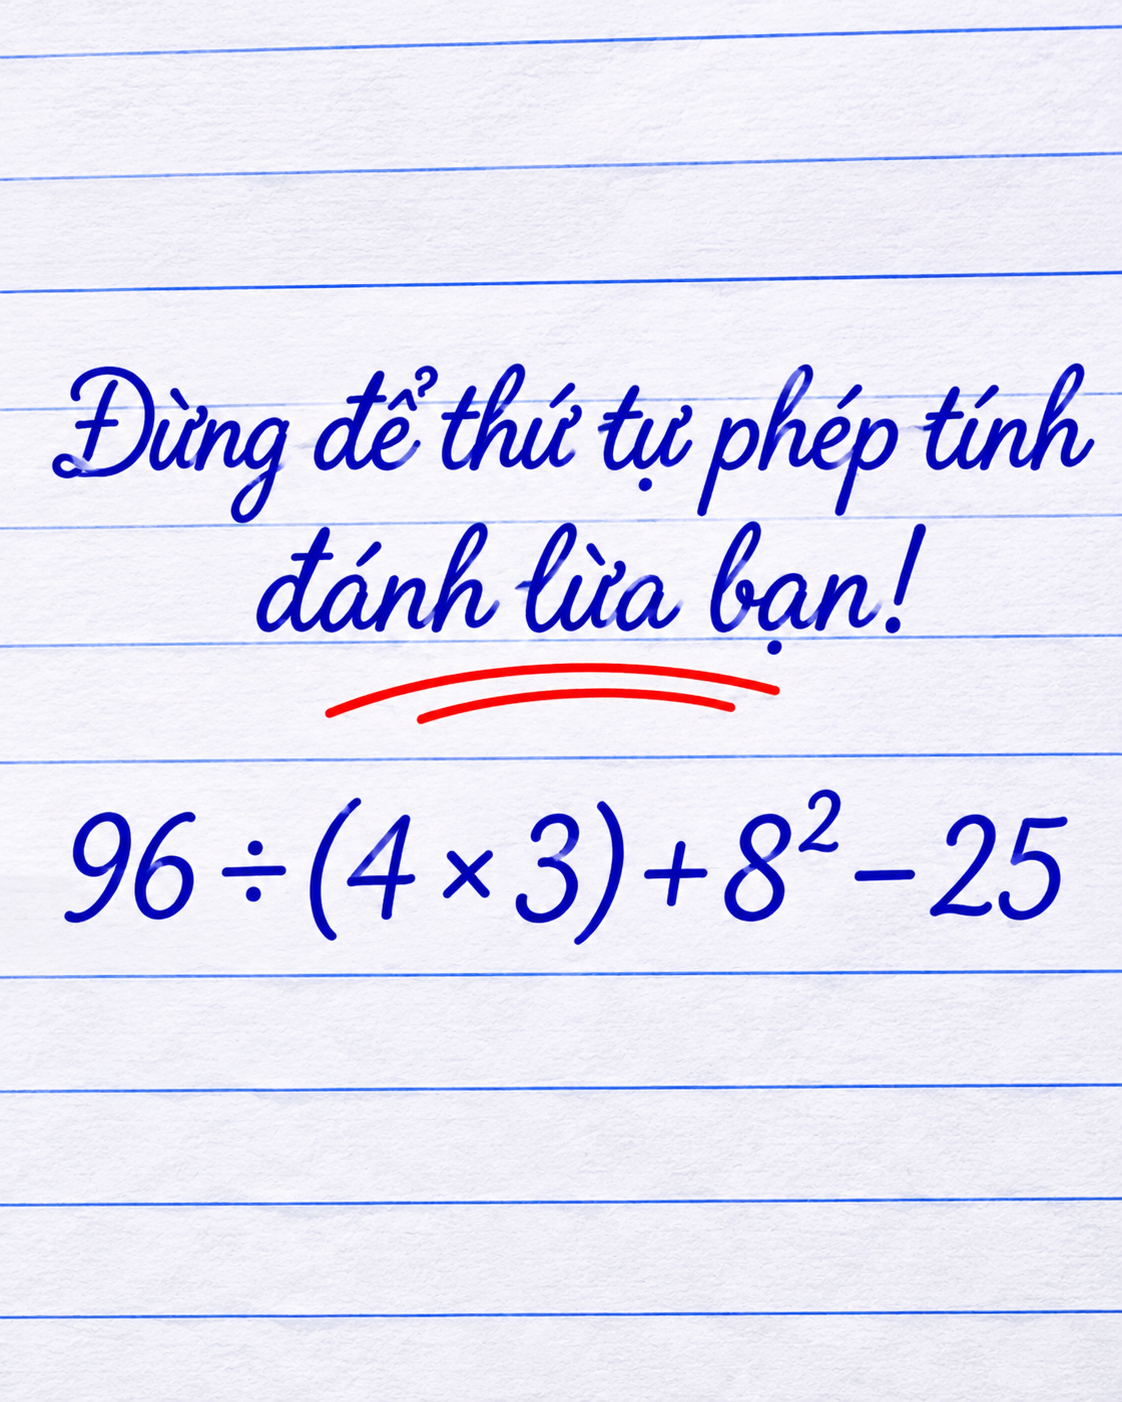 Đừng để thứ tự phép tính
đánh lừa bạn!
96 ÷ (4 × 3) + 8² − 25